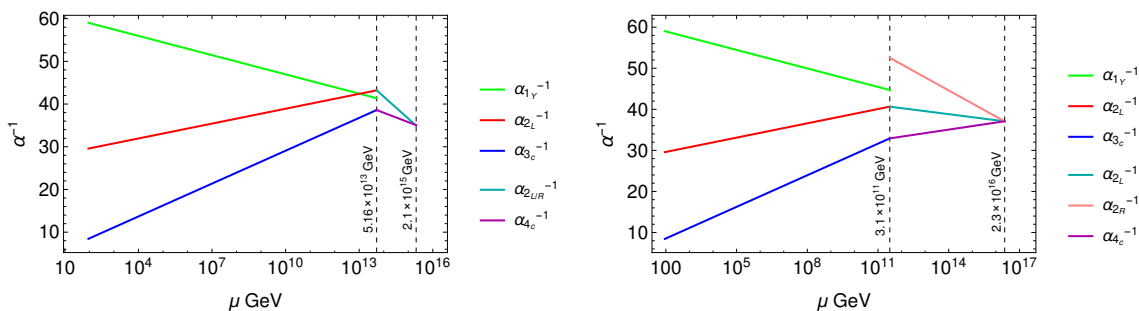 60
50
40
30
20
10
α⁻¹
10 10⁴ 10⁷ 10¹⁰ 10¹³ 10¹⁶
μ GeV
5.16×10¹³ GeV
2.1×10¹⁵ GeV
α₁Y⁻¹
α₂L⁻¹
α₃c⁻¹
α₂L/R⁻¹
α₄c⁻¹
60
50
40
30
20
10
α⁻¹
100 10⁵ 10⁸ 10¹¹ 10¹⁴ 10¹⁷
μ GeV
3.1×10¹¹ GeV
2.3×10¹⁶ GeV
α₁Y⁻¹
α₂L⁻¹
α₃c⁻¹
α₂L⁻¹
α₂R⁻¹
α₄c⁻¹